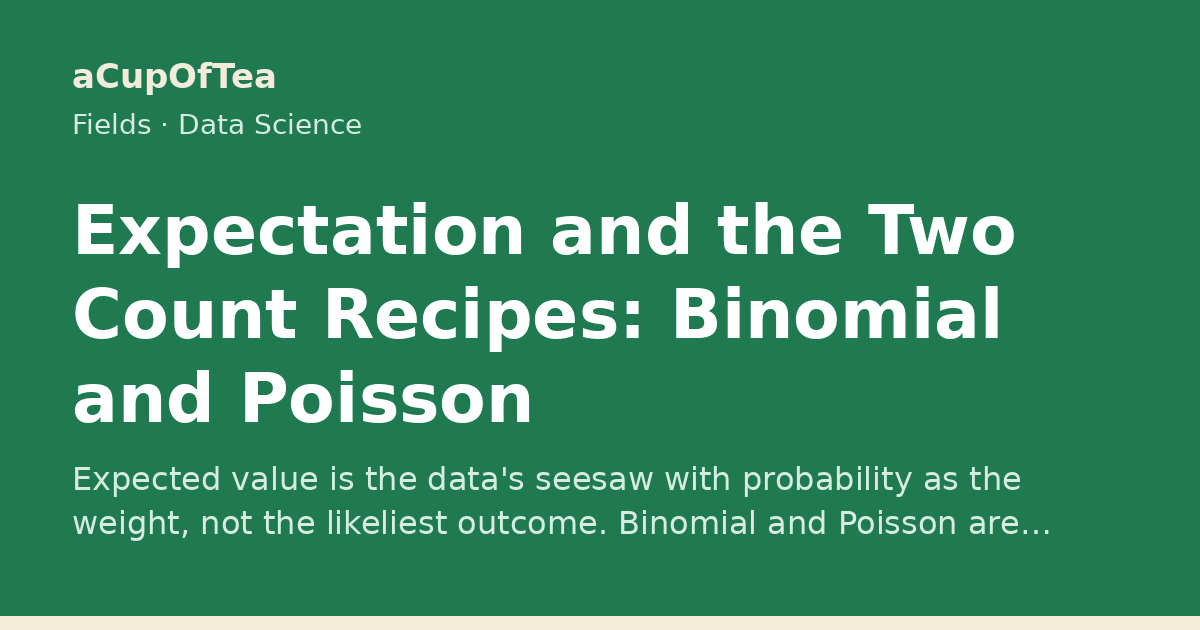 aCupOfTea
Fields · Data Science
Expectation and the Two
Count Recipes: Binomial
and Poisson
Expected value is the data's seesaw with probability as the
weight, not the likeliest outcome. Binomial and Poisson are…